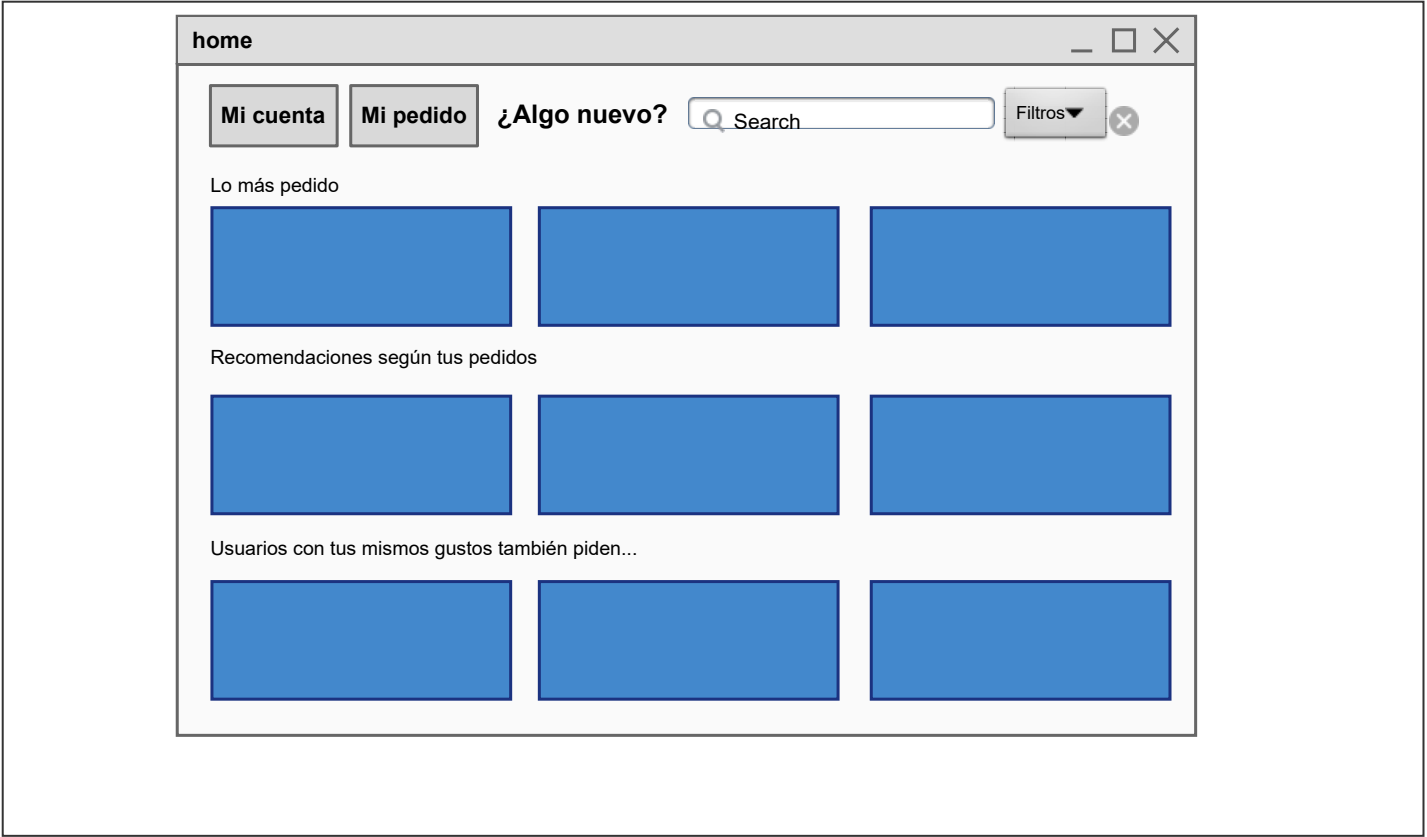 home
Mi cuenta Mi pedido ¿Algo nuevo? Search Filtros
Lo más pedido
Recomendaciones según tus pedidos
Usuarios con tus mismos gustos también piden...